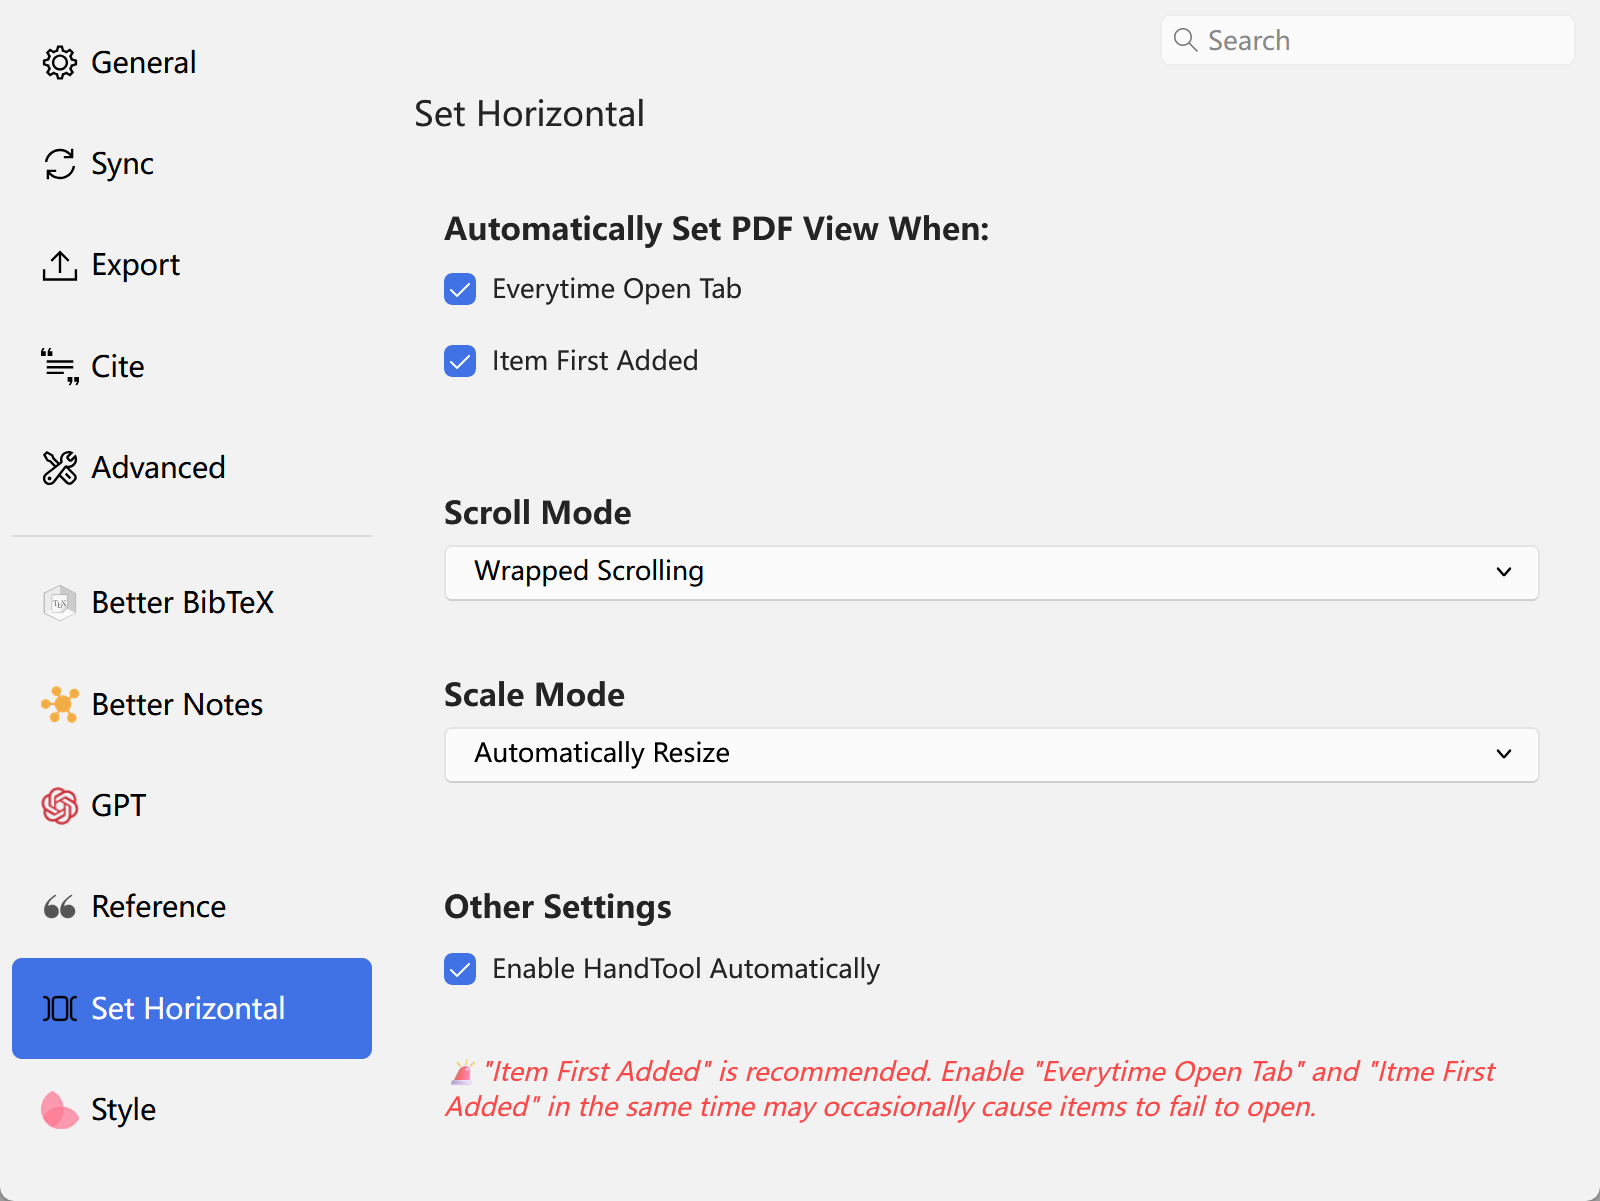 General
Sync
Export
Cite
Advanced
Better BibTeX
Better Notes
GPT
Reference
Set Horizontal
Style
Search
Set Horizontal
Automatically Set PDF View When:
Everytime Open Tab
Item First Added
Scroll Mode
Wrapped Scrolling
Scale Mode
Automatically Resize
Other Settings
Enable HandTool Automatically
🚨 "Item First Added" is recommended. Enable "Everytime Open Tab" and "Itme First
Added" in the same time may occasionally cause items to fail to open.